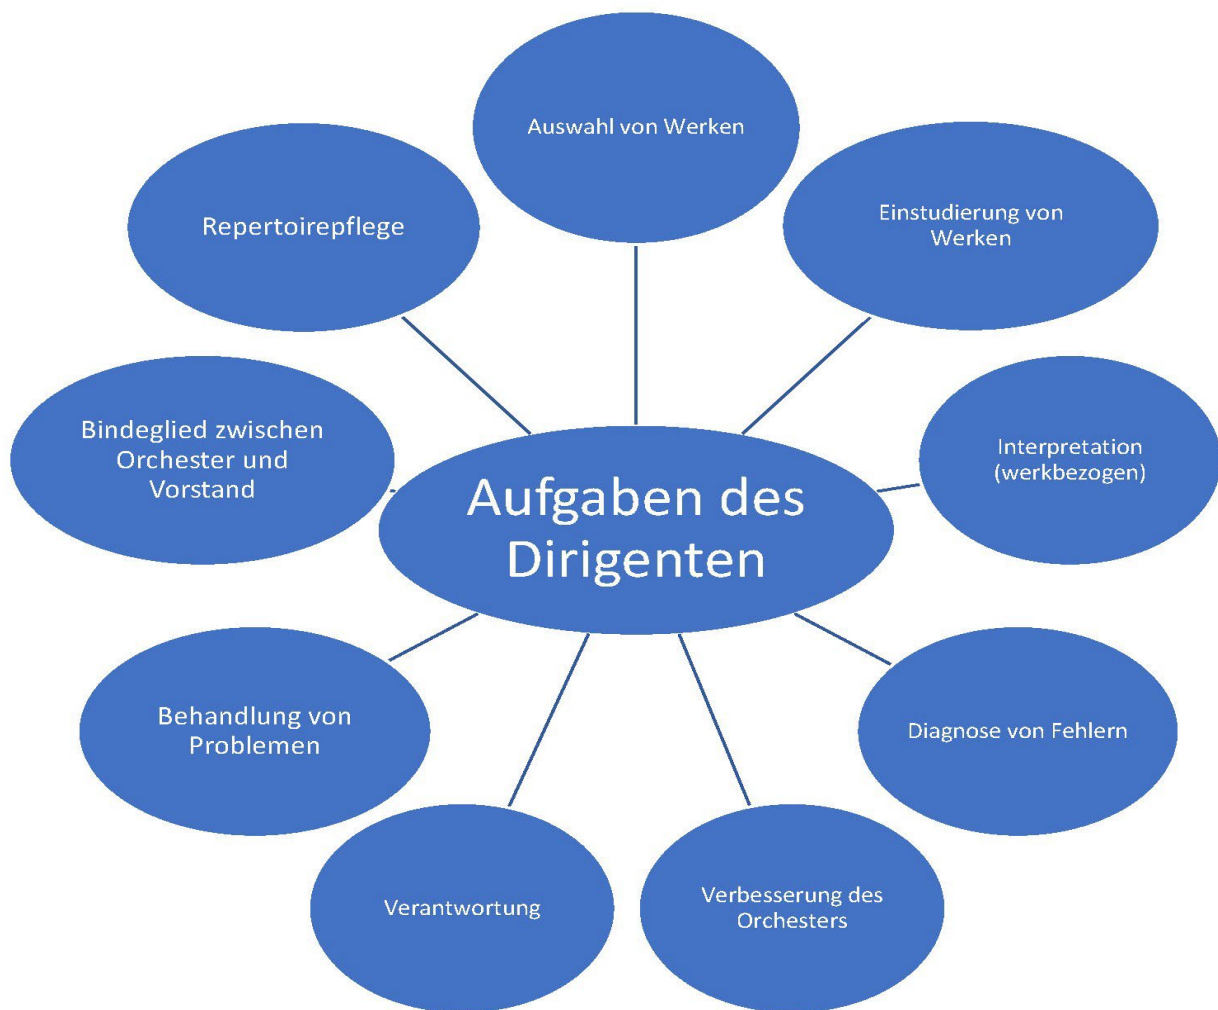 Auswahl von Werken
Einstudierung von
Werken
Interpretation
(werkbezogen)
Diagnose von Fehlern
Verbesserung des
Orchesters
Verantwortung
Behandlung von
Problemen
Bindeglied zwischen
Orchester und
Vorstand
Repertoirepflege
Aufgaben des
Dirigenten